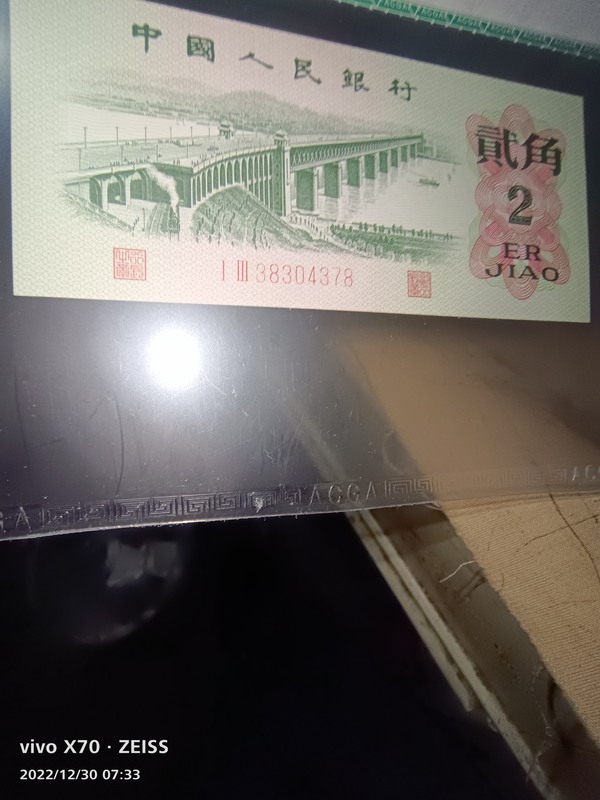 中國人民銀行
貳角
2
ER
JIAO
I III 38304378
ACGA
vivo X70 · ZEISS
2022/12/30 07:33